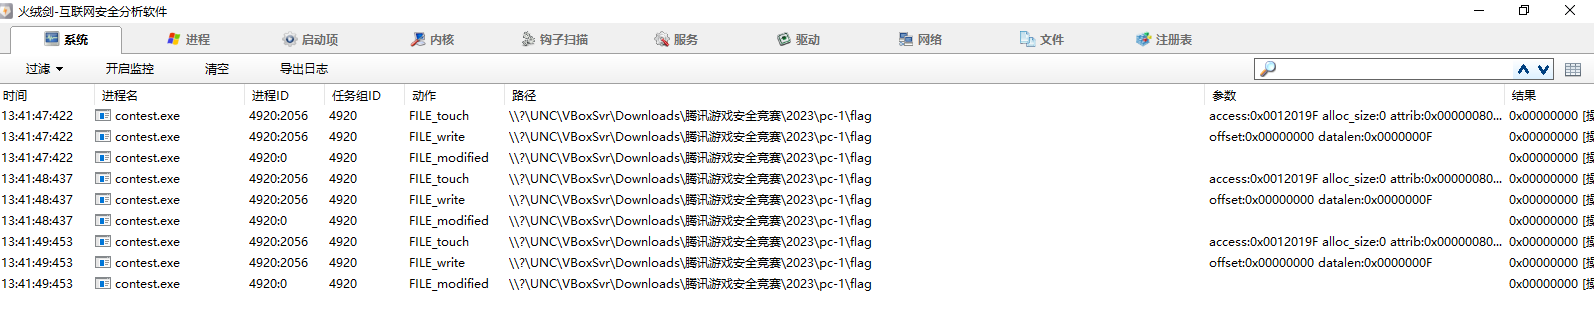 火绒剑-互联网安全分析软件
系统 进程 启动项 内核 钩子扫描 服务 驱动 网络 文件 注册表
过滤 开启监控 清空 导出日志
时间 进程名 进程ID 任务组ID 动作 路径 参数 结果
13:41:47:422 contest.exe 4920:2056 4920 FILE_touch \\?\UNC\VBoxSvr\Downloads\腾讯游戏安全竞赛\2023\pc-1\flag access:0x0012019F alloc_size:0 attrib:0x00000080... 0x00000000 [操
13:41:47:422 contest.exe 4920:2056 4920 FILE_write \\?\UNC\VBoxSvr\Downloads\腾讯游戏安全竞赛\2023\pc-1\flag offset:0x00000000 datalen:0x0000000F 0x00000000 [操
13:41:47:422 contest.exe 4920:0 4920 FILE_modified \\?\UNC\VBoxSvr\Downloads\腾讯游戏安全竞赛\2023\pc-1\flag 0x00000000 [操
13:41:48:437 contest.exe 4920:2056 4920 FILE_touch \\?\UNC\VBoxSvr\Downloads\腾讯游戏安全竞赛\2023\pc-1\flag access:0x0012019F alloc_size:0 attrib:0x00000080... 0x00000000 [操
13:41:48:437 contest.exe 4920:2056 4920 FILE_write \\?\UNC\VBoxSvr\Downloads\腾讯游戏安全竞赛\2023\pc-1\flag offset:0x00000000 datalen:0x0000000F 0x00000000 [操
13:41:48:437 contest.exe 4920:0 4920 FILE_modified \\?\UNC\VBoxSvr\Downloads\腾讯游戏安全竞赛\2023\pc-1\flag 0x00000000 [操
13:41:49:453 contest.exe 4920:2056 4920 FILE_touch \\?\UNC\VBoxSvr\Downloads\腾讯游戏安全竞赛\2023\pc-1\flag access:0x0012019F alloc_size:0 attrib:0x00000080... 0x00000000 [操
13:41:49:453 contest.exe 4920:2056 4920 FILE_write \\?\UNC\VBoxSvr\Downloads\腾讯游戏安全竞赛\2023\pc-1\flag offset:0x00000000 datalen:0x0000000F 0x00000000 [操
13:41:49:453 contest.exe 4920:0 4920 FILE_modified \\?\UNC\VBoxSvr\Downloads\腾讯游戏安全竞赛\2023\pc-1\flag 0x00000000 [操